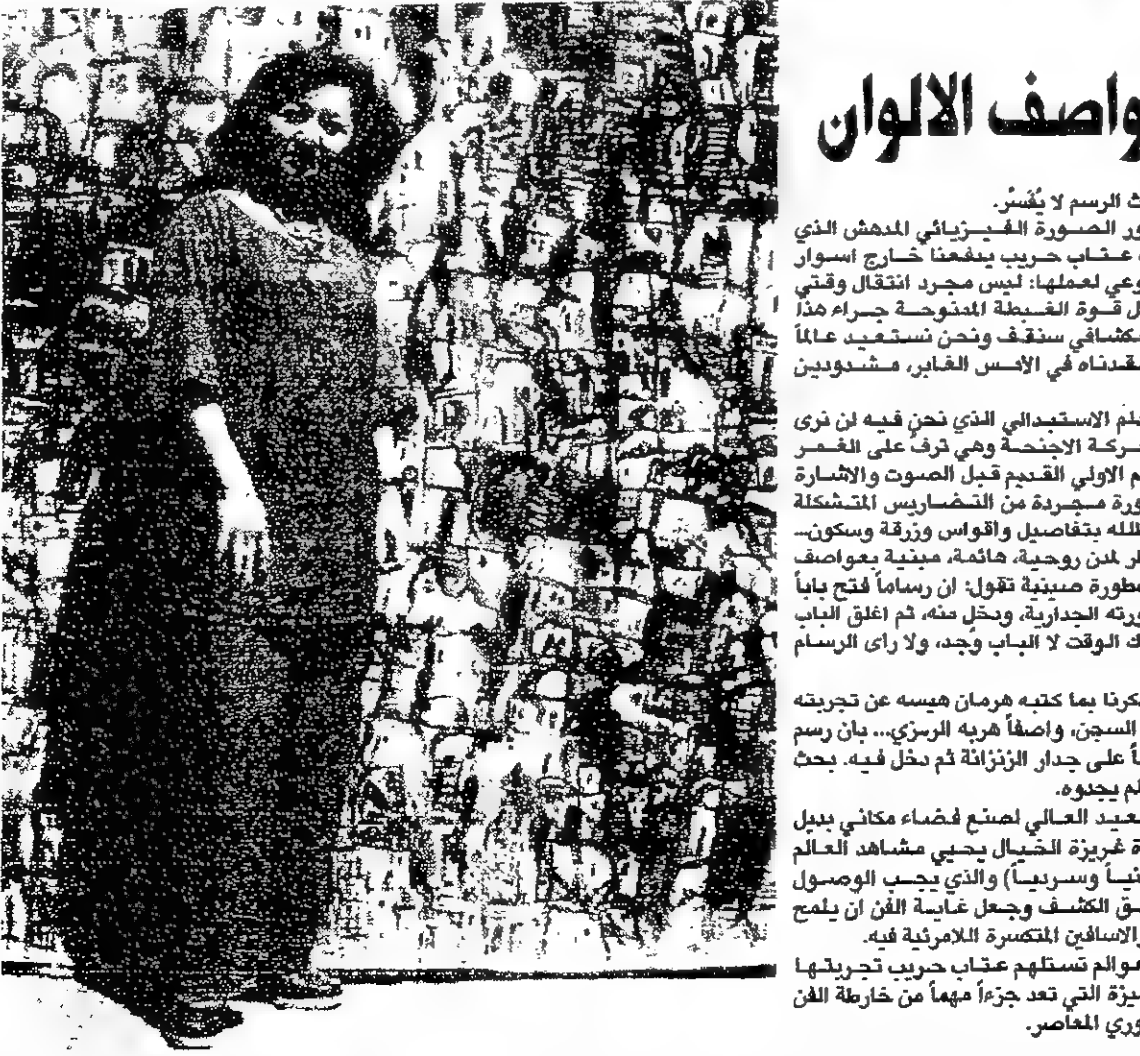 واصف الالوان
ث الرسم لا يُفَسرْ.
ور الصورة الفيزيائي المدهش الذي
عتاب حريب يدفعنا خارج اسوار
وعي لعملها: ليس مجرد انتقال وقتي
ل قوة الغبطة الممنوحة جراء هذا
كشافي سنقف ونحن نستعيد عالماً
قدناه في الامس الغابر، مشدودين
لم الاستبدالي الذي نحن فيه لن نرى
ركة الاجنحة وهي ترف على الغمر
م الاولي القديم قبل الصوت والاشارة
ورة مجردة من التضاريس المتشكلة
لله بتفاصيل واقواس وزرقة وسكون...
ر لمدن روحية، هائمة، مبنية بعواصف
طورة صينية تقول: ان رساماً فتح باباً
ورته الجدارية، ودخل منه، ثم اغلق الباب
ت الوقت لا الباب وجد، ولا رأى الرسام
كرنا بما كتبه هرمان هيسه عن تجربته
السجن، واصفاً هربه الرمزي... بان رسم
اً على جدار الزنزانة ثم دخل فيه. بحث
لم يجدوه.
عيد العالي لصنع فضاء مكاني بديل
ة غريزة الخيال يحيي مشاهد العالم
نياً وسردياً) والذي يجب الوصول
ق الكشف وجعل غاية الفن ان يلمح
الاسافين المتكسرة اللامرئية فيه.
عوالم تستلهم عتاب حريب تجربتها
يزة التي تعد جزءاً مهماً من خارطة الفن
وري المعاصر.